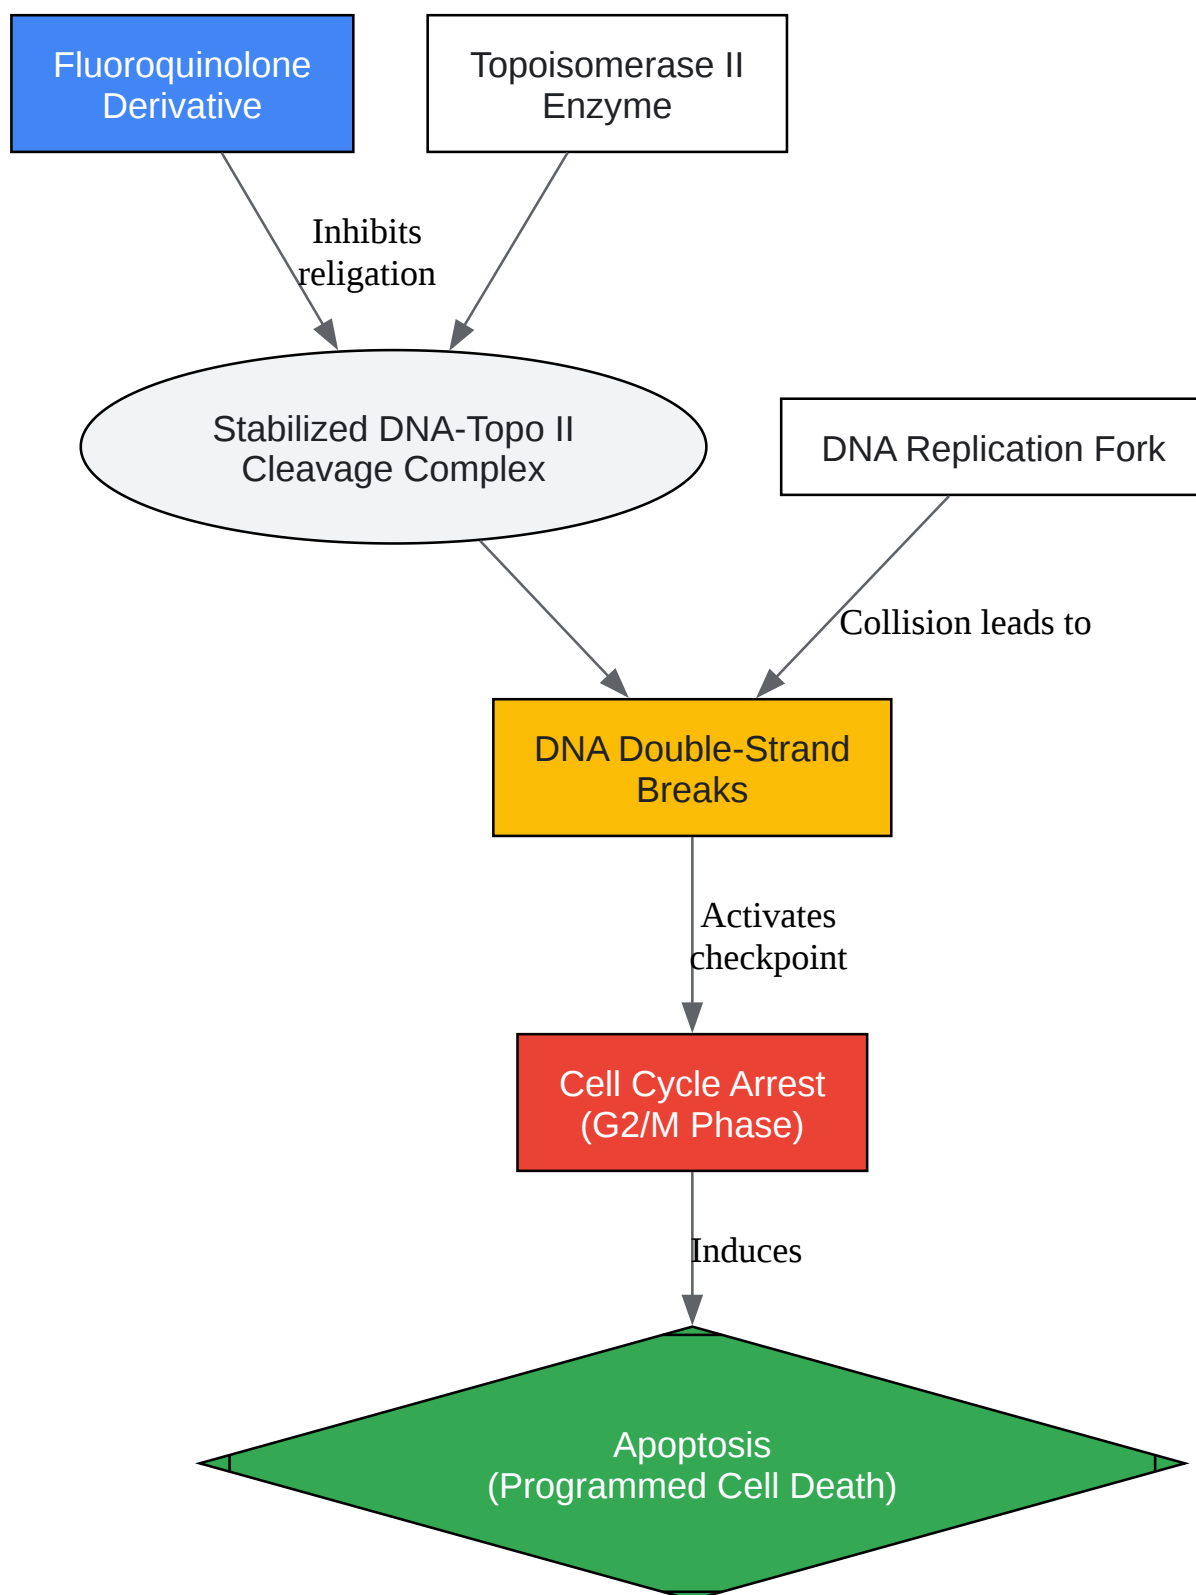 Fluoroquinolone
Derivative
Topoisomerase II
Enzyme
Inhibits
religation
Stabilized DNA-Topo II
Cleavage Complex
DNA Replication Fork
Collision leads to
DNA Double-Strand
Breaks
Activates
checkpoint
Cell Cycle Arrest
(G2/M Phase)
Induces
Apoptosis
(Programmed Cell Death)